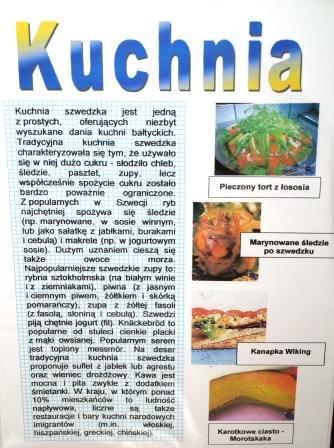 Kuchnia
Kuchnia szwedzka jest jedną
z prostych, oferujących niezbyt
wyszukane dania kuchni bałtyckich.
Tradycyjna kuchnia szwedzka
charakteryzowała się tym, że używało
się w niej dużo cukru - słodziło chleb,
śledzie, pasztet, zupy, lecz
współcześnie spożycie cukru zostało
bardzo poważnie ograniczone.
Z popularnych w Szwecji ryb
najchętniej spożywa się śledzie
(np. marynowane, w sosie winnym,
lub jako sałatkę z jabłkami, burakami
i cebulą) i makrele (np. w jogurtowym
sosie). Dużym uznaniem cieszą się
także owoce morza.
Najpopularniejsze szwedzkie zupy to:
rybna sztokholmska (na białym winie
i z ziemniakami), piwna (z jasnym
i ciemnym piwem, żółtkiem i skórką
pomarańczy), zupa z żółtej fasoli
(z fasolą, słoniną i cebulą). Szwedzi
piją chętnie jogurt (fil). Knäckebröd to
popularne od stuleci cienkie placki
z mąki owsianej. Popularnym serem
jest topiony messmör. Na deser
tradycyjna kuchnia szwedzka
proponuje suflet z jabłek lub agrestu
oraz wieniec drożdżowy. Kawa jest
mocna i pita zwykle z dodatkiem
śmietanki. W kraju, w którym ponad
10% mieszkańców to ludność
napływowa, liczne są także
restauracje i bary kuchni narodowych
imigrantów (m.in. włoskiej,
hiszpańskiej, greckiej, chińskiej).
Pieczony tort z łososia
Marynowane śledzie
po szwedzku
Kanapka Wiking
Karotkowe ciasto -
Morotskaka